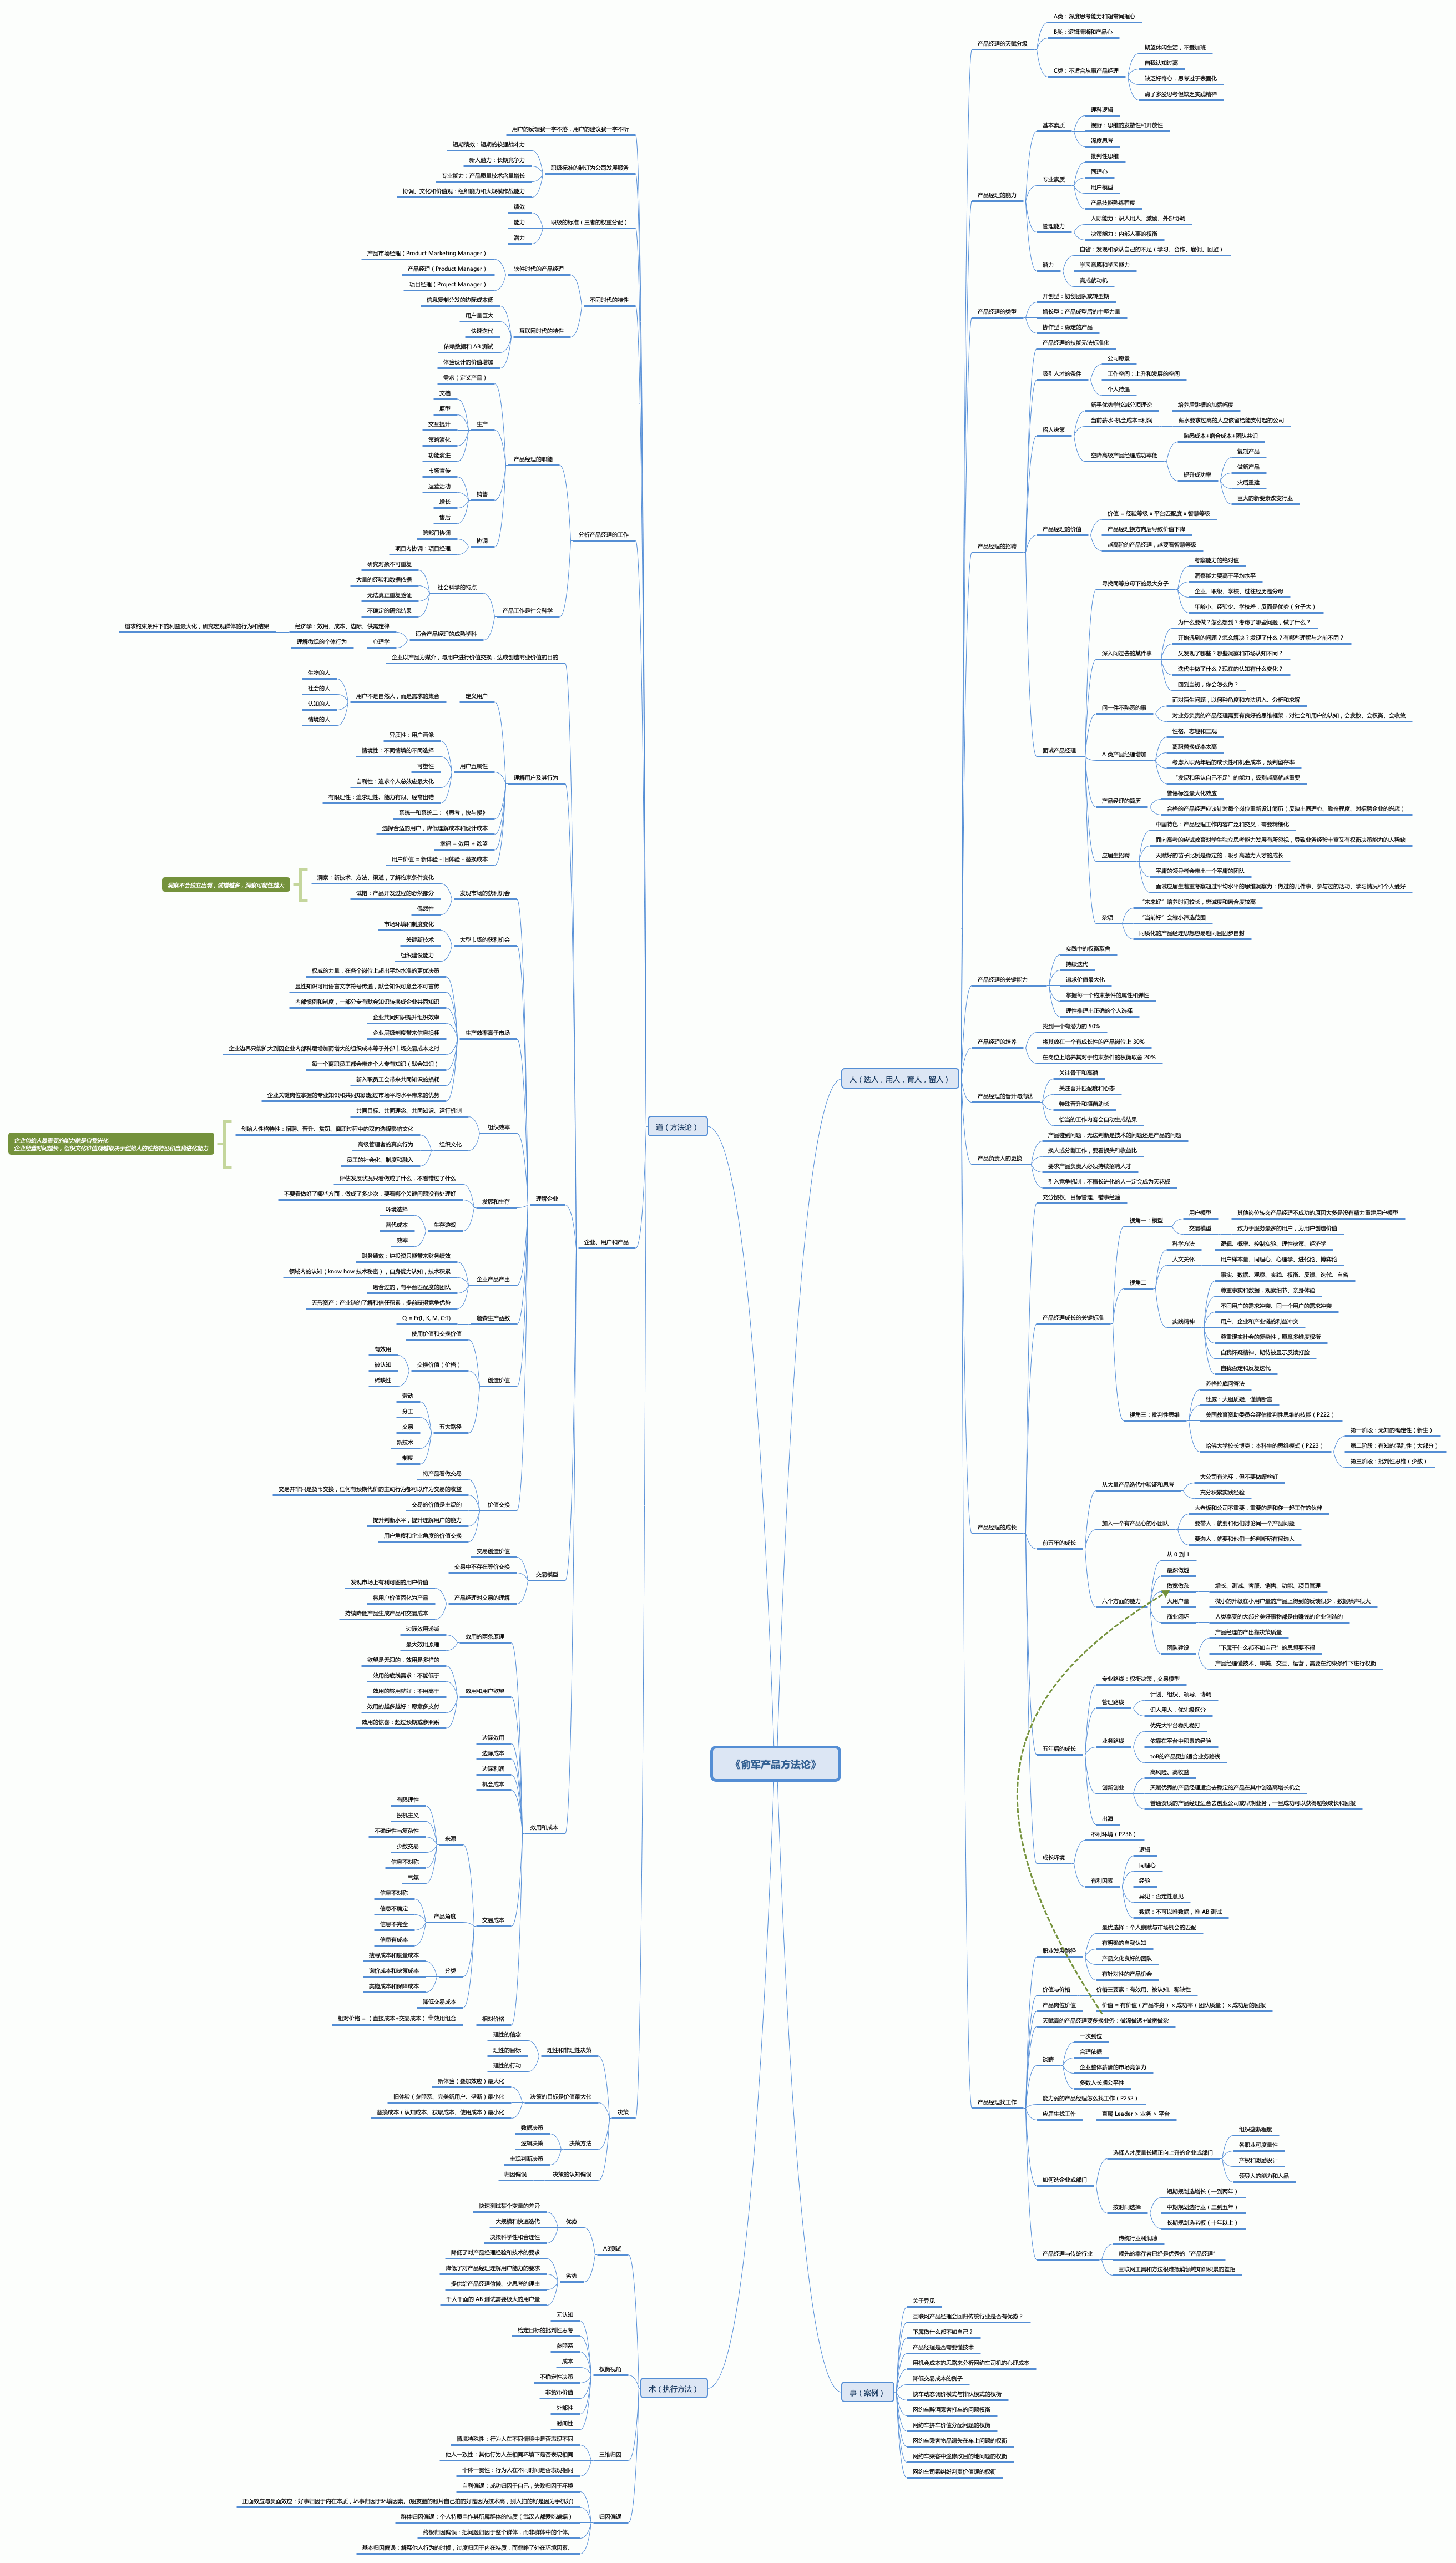 《俞军产品方法论》
人（选人，用人，育人，留人）
产品经理的天赋分级
A类：深度思考能力和超常同理心
B类：逻辑清晰和产品心
C类：不适合从事产品经理
期望休闲生活，不爱加班
自我认知过高
缺乏好奇心，思考过于表面化
点子多爱思考但缺乏实践精神
产品经理的能力
基本素质
理科逻辑
视野：思维的发散性和开放性
深度思考
专业素质
批判性思维
同理心
用户模型
产品技能熟练程度
管理能力
人际能力：识人用人、激励、外部协调
决策能力：内部人事的权衡
潜力
自省：发现和承认自己的不足（学习、合作、雇佣、回避）
学习意愿和学习能力
高成就动机
产品经理的类型
开创型：初创团队或转型期
增长型：产品成型后的中坚力量
协作型：稳定的产品
产品经理的招聘
产品经理的技能无法标准化
吸引人才的条件
公司愿景
工作空间：上升和发展的空间
个人待遇
招人决策
新手优势学校减分项理论
培养后跳槽的加薪幅度
当前薪水-机会成本=利润
薪水要求过高的人应该留给能支付起的公司
空降高级产品经理成功率低
熟悉成本+磨合成本+团队共识
提升成功率
复制产品
做新产品
灾后重建
巨大的新要素改变行业
产品经理的价值
价值 = 经验等级 x 平台匹配度 x 智慧等级
产品经理换方向后导致价值下降
越高阶的产品经理，越要看智慧等级
面试产品经理
寻找同等分母下的最大分子
考察能力的绝对值
洞察能力要高于平均水平
企业、职级、学校、过往经历是分母
年龄小、经验少、学校差，反而是优势（分子大）
深入问过去的某件事
为什么要做？怎么想到？考虑了哪些问题，做了什么？
开始遇到的问题？怎么解决？发现了什么？有哪些理解与之前不同？
又发现了哪些？哪些洞察和市场认知不同？
迭代中做了什么？现在的认知有什么变化？
回到当初，你会怎么做？
问一件不熟悉的事
面对陌生问题，以何种角度和方法切入、分析和求解
对业务负责的产品经理需要有良好的思维框架，对社会和用户的认知，会发散、会权衡、会收敛
A 类产品经理增加
性格、志趣和三观
离职替换成本太高
考虑入职两年后的成长性和机会成本，预判留存率
“发现和承认自己不足”的能力，级别越高就越重要
产品经理的简历
警惕标签最大化效应
合格的产品经理应该针对每个岗位重新设计简历（反映出同理心、勤奋程度、对招聘企业的兴趣）
应届生招聘
中国特色：产品经理工作内容广泛和交叉，需要精细化
面向高考的应试教育对学生独立思考能力发展有所忽视，导致业务经验丰富又有权衡决策能力的人稀缺
天赋好的苗子比例是稳定的，吸引高潜力人才的成长
平庸的领导者会带出一个平庸的团队
面试应届生着重考察超过平均水平的思维洞察力：做过的几件事、参与过的活动、学习情况和个人爱好
杂项
“未来好”培养时间较长，忠诚度和磨合度较高
“当前好”会缩小筛选范围
同质化的产品经理思想容易趋同且固步自封
产品经理的关键能力
实践中的权衡取舍
持续迭代
追求价值最大化
掌握每一个约束条件的属性和弹性
理性推出正确的个人选择
产品经理的培养
找到一个有潜力的 50%
将其放在一个有成长性的产品岗位上 30%
在岗位上培养其对于约束条件的权衡取舍 20%
产品经理的晋升与淘汰
关注骨干和高潜
关注晋升匹配度和心态
特殊晋升和揠苗助长
恰当的工作内容会自动生成结果
产品负责人的更换
产品碰到问题，无法判断是技术的问题还是产品的问题
换人或分割工作，要看损失和收益比
要求产品负责人必须持续招聘人才
引入竞争机制，不擅长进化的人一定会成为天花板
产品经理的成长
充分授权、目标管理、错事经验
产品经理成长的关键标准
视角一：模型
用户模型
其他岗位转岗产品经理不成功的原因大多是没有精力重建用户模型
交易模型
致力于服务最多的用户，为用户创造价值
视角二
科学方法
逻辑、概率、控制实验、理性决策、经济学
人文关怀
用户样本量、同理心、心理学、进化论、博弈论
实践精神
事实、数据、观察、实践、权衡、反馈、迭代、自省
尊重事实和数据，观察细节、亲身体验
不同用户的需求冲突、同一个用户的需求冲突
用户、企业和产业链的利益冲突
尊重现实社会的复杂性，愿意多维度权衡
自我怀疑精神、期待被显示反馈打脸
自我否定和反复迭代
视角三：批判性思维
苏格拉底问答法
杜威：大胆质疑、谨慎断言
美国教育资助委员会评估批判性思维的技能（P222）
哈佛大学校长博克：本科生的思维模式（P223）
第一阶段：无知的确定性（新生）
第二阶段：有知的混乱性（大部分）
第三阶段：批判性思维（少数）
前五年的成长
从大量产品迭代中验证和思考
大公司有光环，但不要做螺丝钉
充分积累实践经验
加入一个有产品心的小团队
大老板和公司不重要，重要的是和你一起工作的伙伴
要带人，就要和他们讨论同一个产品问题
要选人，就要和他们一起判断所有候选人
六个方面的能力
从 0 到 1
最深做透
做宽做杂
增长、测试、客服、销售、功能、项目管理
大用户量
微小的升级在小用户量的产品上得到的反馈很少，数据噪声很大
商业闭环
人类享受的大部分美好事物都是由赚钱的企业创造的
团队建设
产品经理的产出靠决策质量
“下属干什么都不如自己”的思想要不得
产品经理懂技术、审美、交互、运营，需要在约束条件下进行权衡
五年后的成长
专业路线：权衡决策，交易模型
管理路线
计划、组织、领导、协调
识人用人，优先级区分
业务路线
优先大平台稳扎稳打
依靠在平台中积累的经验
toB的产品更加适合业务路线
创新创业
高风险、高收益
天赋优秀的产品经理适合去稳定的产品在其中创造高增长机会
普通资质的产品经理适合去创业公司或早期业务，一旦成功可以获得超额成长和回报
出海
成长环境
不利环境（P238）
有利因素
逻辑
同理心
经验
异见：否定性意见
数据：不可以唯数据，唯 AB 测试
产品经理找工作
职业发展路径
最优选择：个人禀赋与市场机会的匹配
有明确的自我认知
产品文化良好的团队
有针对性的产品机会
价值与价格
价格三要素：有效用、被认知、稀缺性
产品岗位价值
价值 = 有价值（产品本身） x 成功率（团队质量） x 成功后的回报
天赋高的产品经理要多换业务：做深做透+做宽做杂
谈薪
一次到位
合理依据
企业整体薪酬的市场竞争力
多数人长期公平性
能力弱的产品经理怎么找工作（P252）
应届生找工作
直属 Leader > 业务 > 平台
如何选企业或部门
选择人才质量长期正向上升的企业或部门
组织垄断程度
各职业可度量性
产权和激励设计
领导人的能力和人品
按时间选择
短期规划选增长（一到两年）
中期规划选行业（三到五年）
长期规划选老板（十年以上）
产品经理与传统行业
传统行业利润薄
领先的幸存者已经是优秀的“产品经理”
互联网工具和方法很难抵消领域知识积累的差距
事（案例）
关于异见
互联网产品经理会回归传统行业是否有优势？
下属做什么都不如自己？
产品经理是否需要懂技术
用机会成本的思路来分析网约车司机的心理成本
降低交易成本的例子
快车动态调价模式与排队模式的权衡
网约车醉酒乘客打车的问题权衡
网约车拼车价值分配问题的权衡
网约车乘客物品遗失在车上问题的权衡
网约车乘客中途修改目的地问题的权衡
网约车司乘纠纷判责价值观的权衡
道（方法论）
用户的反馈我一字不落，用户的建议我一字不听
职级标准的制订为公司发展服务
短期绩效：短期的较强战斗力
新人潜力：长期竞争力
专业能力：产品质量技术含量增长
协调、文化和价值观：组织能力和大规模作战能力
职级的标准（三者的权重分配）
绩效
能力
潜力
不同时代的特性
软件时代的产品经理
产品市场经理（Product Marketing Manager）
产品经理（Product Manager）
项目经理（Project Manager）
互联网时代的特性
信息复制分发的边际成本低
用户量巨大
快速迭代
依赖数据和 AB 测试
体验设计的价值增加
分析产品经理的工作
产品经理的职能
需求（定义产品）
生产
文档
原型
交互提升
策略演化
功能演进
销售
市场宣传
运营活动
增长
售后
协调
跨部门协调
项目内协调：项目经理
产品工作是社会科学
社会科学的特点
研究对象不可重复
大量的经验和数据依据
无法真正重复验证
不确定的研究结果
适合产品经理的成熟学科
经济学：效用、成本、边际、供需定律
追求约束条件下的利益最大化，研究宏观群体的行为和结果
心理学
理解微观的个体行为
企业、用户和产品
企业以产品为媒介，与用户进行价值交换，达成创造商业价值的目的
理解用户及其行为
定义用户
用户不是自然人，而是需求的集合
生物的人
社会的人
认知的人
情境的人
用户五属性
异质性：用户画像
情境性：不同情境的不同选择
可塑性
自利性：追求个人总效应最大化
有限理性：追求理性、能力有限、经常出错
系统一和系统二：《思考，快与慢》
选择合适的用户，降低理解成本和设计成本
幸福 = 效用 ÷ 欲望
用户价值 = 新体验 - 旧体验 - 替换成本
理解企业
发现市场的获利机会
洞察：新技术、方法、渠道，了解约束条件变化
试错：产品开发过程的必然部分
偶然性
洞察不会独立出现，试错越多，洞察可能性越大
大型市场的获利机会
市场环境和制度变化
关键新技术
组织建设能力
生产效率高于市场
权威的力量，在各个岗位上超出平均水准的更优决策
显性知识可用语言文字符号传递，默会知识可意会不可言传
内部惯例和制度，一部分专有默会知识转换成企业共同知识
企业共同知识提升组织效率
企业层级制度带来信息损耗
企业边界只能扩大到因企业内部科层增加而增大的组织成本等于外部市场交易成本之时
每一个离职员工都会带走个人专有知识（默会知识）
新入职员工会带来共同知识的损耗
企业关键岗位掌握的专业知识和共同知识超过市场平均水平带来的优势
组织效率
共同目标、共同理念、共同知识、运行机制
组织文化
创始人性格特性：招聘、晋升、赏罚、离职过程中的双向选择影响文化
高级管理者的真实行为
员工的社会化、制度和融入
企业创始人最重要的能力就是自我进化
企业经营时间越长，组织文化价值观越取决于创始人的性格特征和自我进化能力
发展和生存
评估发展状况只看做成了什么，不看错过了什么
不要看做好了哪些方面，做成了多少次，要看哪个关键问题没有处理好
生存游戏
环境选择
替代成本
效率
企业产品产出
财务绩效：纯投资只能带来财务绩效
领域内的认知（know how 技术秘密），自身能力认知，技术积累
磨合过的，有平台匹配度的团队
无形资产：产业链的了解和信任积累，提前获得竞争优势
詹森生产函数
Q = Fr(L, K, M, C:T)
创造价值
使用价值和交换价值
交换价值（价格）
有效用
被认知
稀缺性
五大路径
劳动
分工
交易
新技术
制度
价值交换
将产品看做交易
交易并非只是货币交换，任何有预期代价的主动行为都可以作为交易的收益
交易的价值是主观的
提升判断水平，提升理解用户的能力
用户角度和企业角度的价值交换
交易模型
交易创造价值
交易中不存在等价交换
产品经理对交易的理解
发现市场上有利可图的用户价值
将用户价值固化为产品
持续降低产品生成产品和交易成本
效用和成本
效用的两条原理
边际效用递减
最大效用原理
效用和用户欲望
欲望是无限的，效用是多样的
效用的底线需求：不能低于
效用的够用就好：不用高于
效用的越多越好：愿意多支付
效用的惊喜：超过预期或参照系
边际效用
边际成本
边际利润
机会成本
交易成本
来源
有限理性
投机主义
不确定性与复杂性
少数交易
信息不对称
气氛
产品角度
信息不对称
信息不确定
信息不完全
信息有成本
分类
搜寻成本和度量成本
询价成本和决策成本
实施成本和保障成本
降低交易成本
相对价格
相对价格 = （直接成本+交易成本）÷效用组合
决策
理性和非理性决策
理性的信念
理性的目标
理性的行动
决策的目标是价值最大化
新体验（叠加效应）最大化
旧体验（参照系、完美新用户、垄断）最小化
替换成本（认知成本、获取成本、使用成本）最小化
决策方法
数据决策
逻辑决策
主观判断决策
决策的认知偏误
归因偏误
术（执行方法）
AB测试
优势
快速测试某个变量的差异
大规模和快速迭代
决策科学性和合理性
劣势
降低了对产品经理经验和技术的要求
降低了对产品经理理解用户能力的要求
提供给产品经理偷懒、少思考的理由
千人千面的 AB 测试需要极大的用户量
权衡视角
元认知
给定目标的批判性思考
参照系
成本
不确定性决策
非货币价值
外部性
时间性
三维归因
情境特殊性：行为人在不同情境中是否表现不同
他人一致性：其他行为人在相同环境下是否表现相同
个体一贯性：行为人在不同时间是否表现相同
归因偏误
自利偏误：成功归因于自己，失败归因于环境
正面效应与负面效应：好事归因于内在本质，坏事归因于环境因素。(朋友圈的照片自己拍的好是因为技术高，别人拍的好是因为手机好)
群体归因偏误：个人特质当作其所属群体的特质（武汉人都爱吃蝙蝠）
终极归因偏误：把问题归因于整个群体，而非群体中的个体。
基本归因偏误：解释他人行为的时候，过度归因于内在特质，而忽略了外在环境因素。